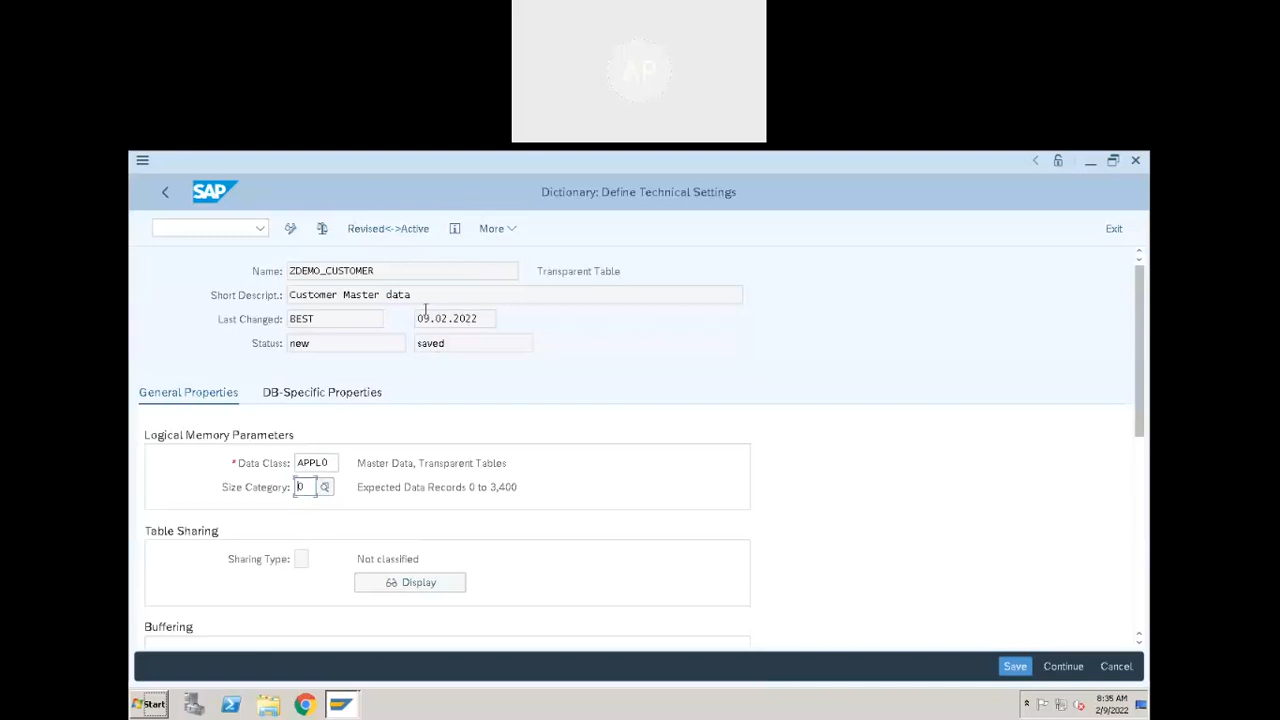 AP
SAP
Dictionary: Define Technical Settings
Revised<->Active
More
Exit
Name: ZDEMO_CUSTOMER Transparent Table
Short Descript.: Customer Master data
Last Changed: BEST 09.02.2022
Status: new saved
General Properties DB-Specific Properties
Logical Memory Parameters
* Data Class: APPL0 Master Data, Transparent Tables
Size Category: 0 Expected Data Records 0 to 3,400
Table Sharing
Sharing Type: Not classified
Display
Buffering
Save Continue Cancel
Start
8:35 AM
2/9/2022